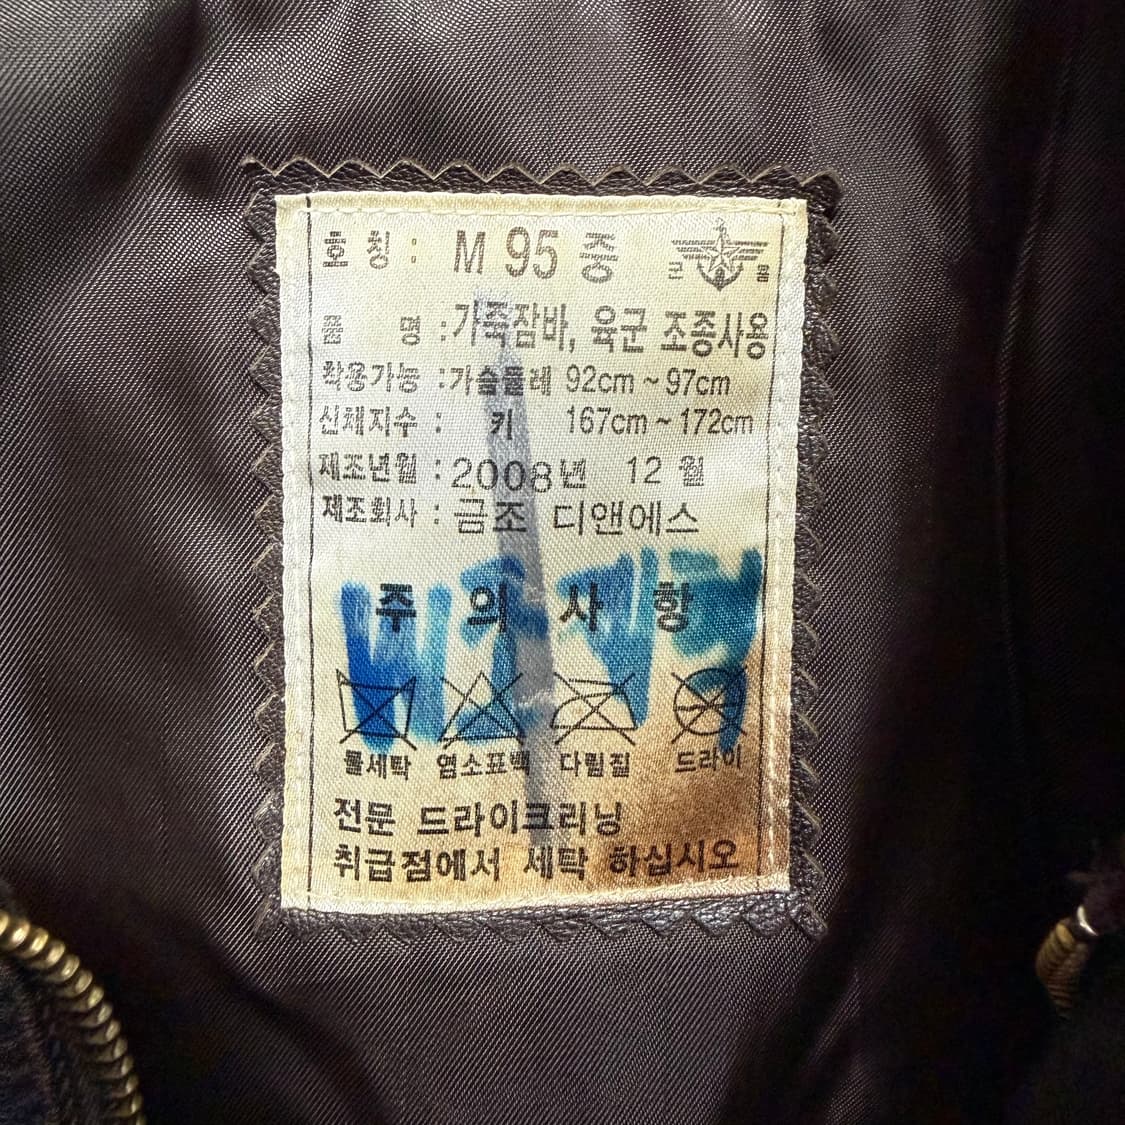 호 칭 : M 95 중 군 용
품 명 : 가죽잠바, 육군 조종사용
착용가능 : 가슴둘레 92cm ~ 97cm
신체지수 : 키 167cm ~ 172cm
제조년월 : 2008년 12 월
제조회사 : 금조 디앤에스
주 의 사 항
물세탁 염소표백 다림질 드라이
전문 드라이크리닝
취급점에서 세탁 하십시오